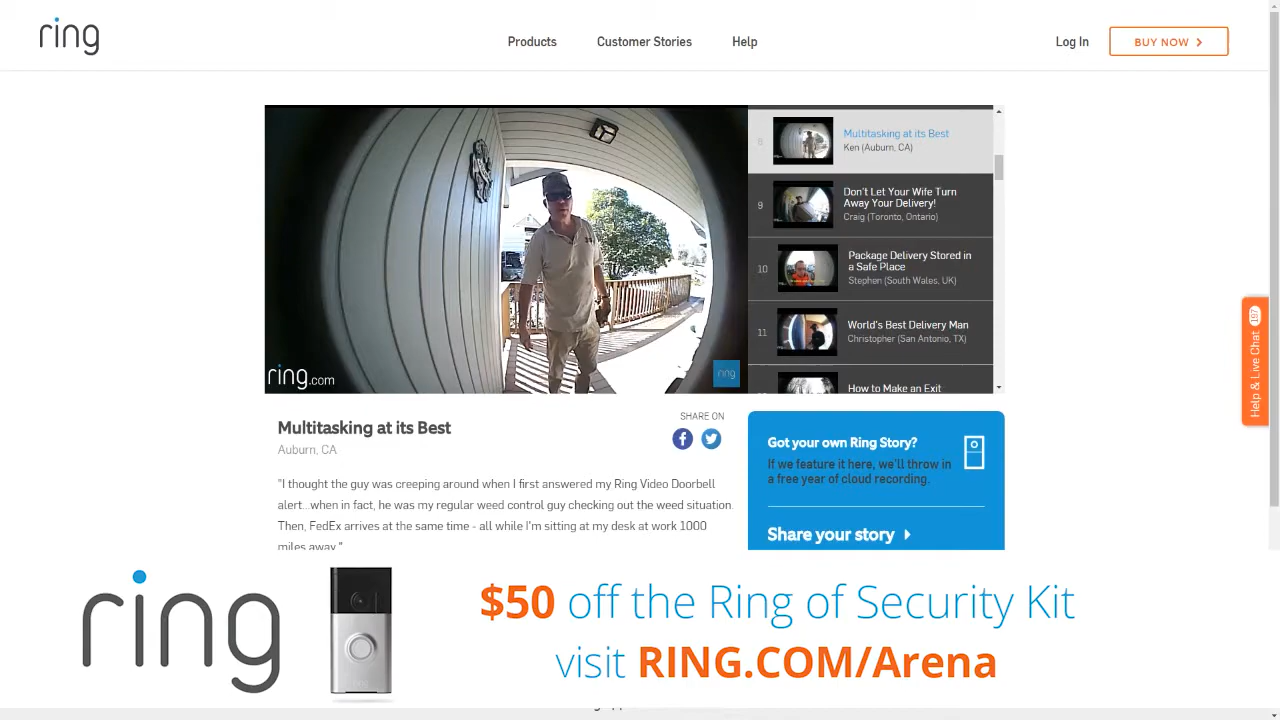 ring
Products
Customer Stories
Help
Log In
BUY NOW
8
Multitasking at its Best
Ken (Auburn, CA)
9
Don't Let Your Wife Turn
Away Your Delivery!
Craig (Toronto, Ontario)
10
Package Delivery Stored in
a Safe Place
Stephen (South Wales, UK)
11
World's Best Delivery Man
Christopher (San Antonio, TX)
How to Make an Exit
ring.com
ring
Help & Live Chat 197
Multitasking at its Best
Auburn, CA
SHARE ON
"I thought the guy was creeping around when I first answered my Ring Video Doorbell
alert...when in fact, he was my regular weed control guy checking out the weed situation.
Then, FedEx arrives at the same time - all while I'm sitting at my desk at work 1000
miles away."
Got your own Ring Story?
If we feature it here, we'll throw in
a free year of cloud recording.
Share your story
ring
$50 off the Ring of Security Kit
visit RING.COM/Arena